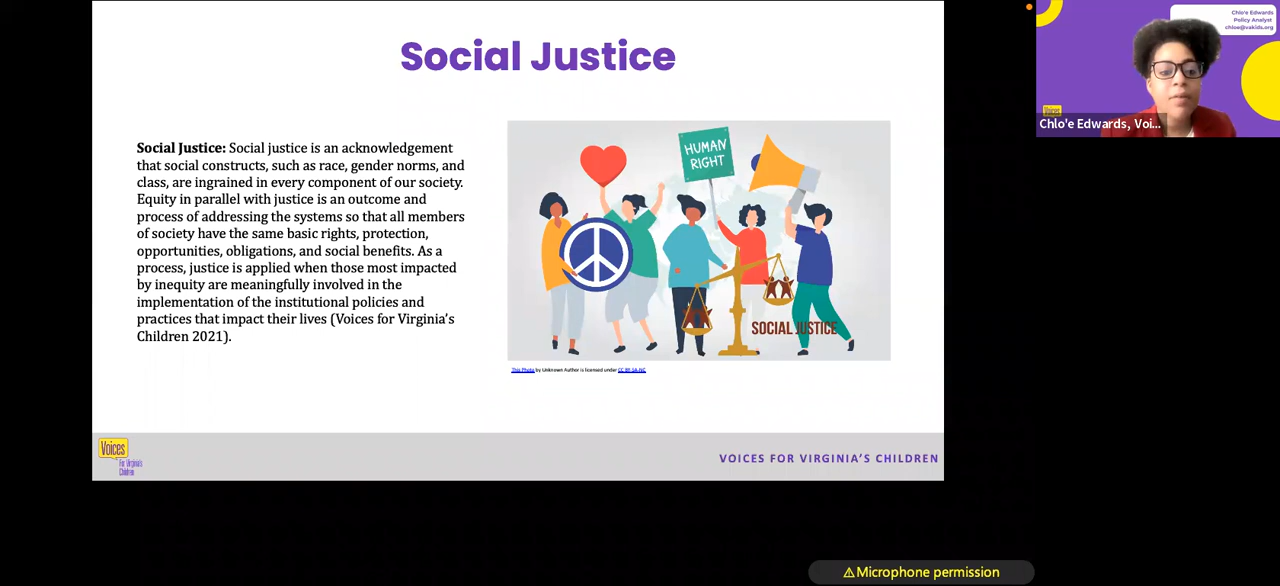 Social Justice
Social Justice: Social justice is an acknowledgement
that social constructs, such as race, gender norms, and
class, are ingrained in every component of our society.
Equity in parallel with justice is an outcome and
process of addressing the systems so that all members
of society have the same basic rights, protection,
opportunities, obligations, and social benefits. As a
process, justice is applied when those most impacted
by inequity are meaningfully involved in the
implementation of the institutional policies and
practices that impact their lives (Voices for Virginia's
Children 2021).
HUMAN
RIGHT
SOCIAL JUSTICE
This Photo by Unknown Author is licensed under CC BY-SA-NC
Voices
For Virginia's
Children
VOICES FOR VIRGINIA'S CHILDREN
Chlo'e Edwards
Policy Analyst
chloe@vakids.org
Voices
Chlo'e Edwards, Voi...
Microphone permission